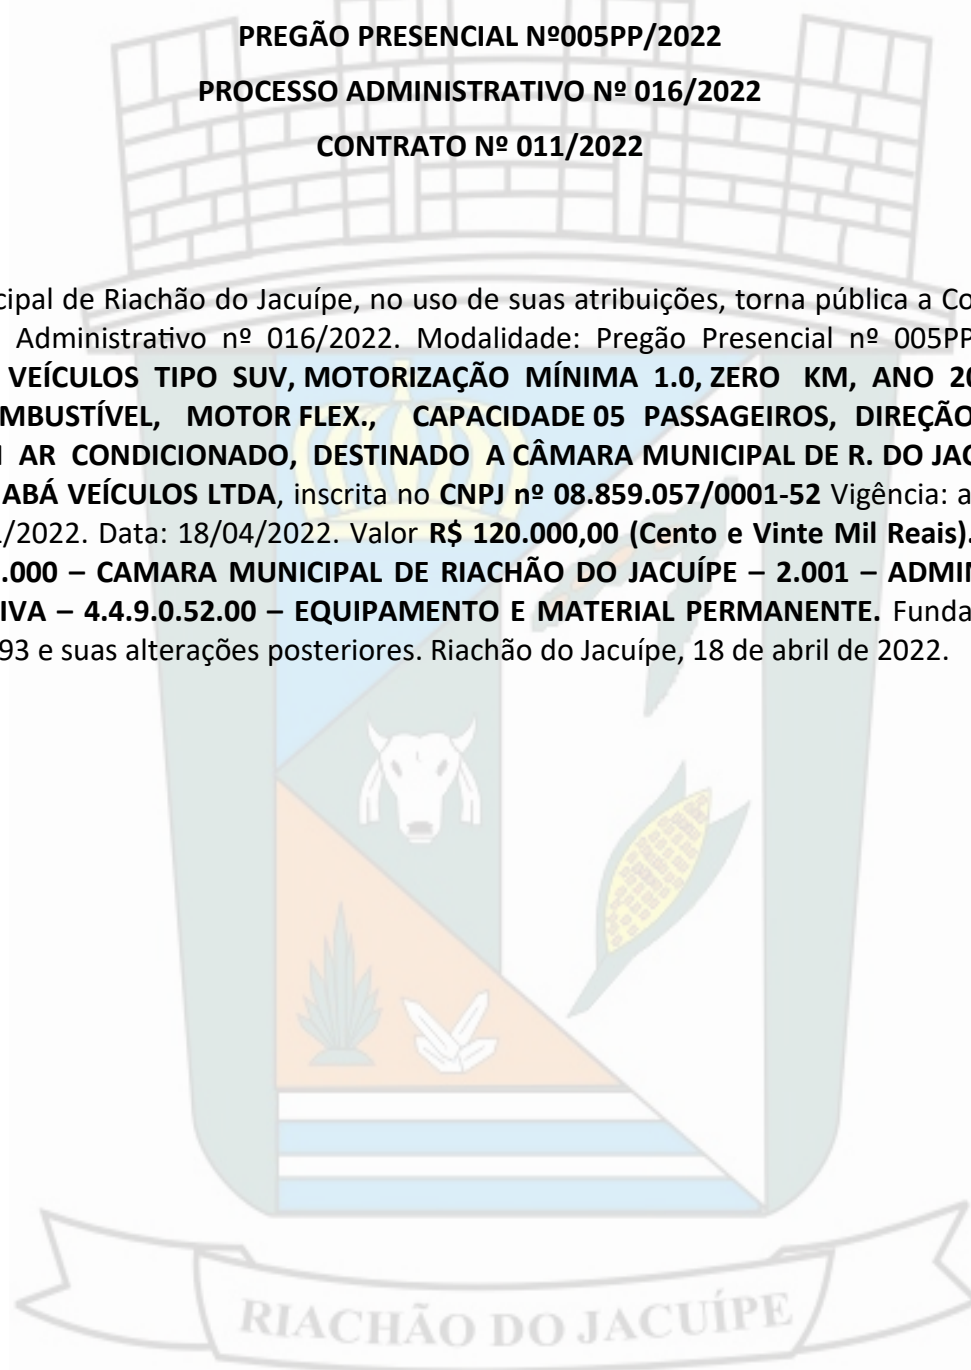 PREGÃO PRESENCIAL Nº005PP/2022
PROCESSO ADMINISTRATIVO Nº 016/2022
CONTRATO Nº 011/2022
cipal de Riachão do Jacuípe, no uso de suas atribuições, torna pública a Co
Administrativo nº 016/2022. Modalidade: Pregão Presencial nº 005PP
VEÍCULOS TIPO SUV, MOTORIZAÇÃO MÍNIMA 1.0, ZERO KM, ANO 20
MBUSTÍVEL, MOTOR FLEX., CAPACIDADE 05 PASSAGEIROS, DIREÇÃO
AR CONDICIONADO, DESTINADO A CÂMARA MUNICIPAL DE R. DO JAC
ABÁ VEÍCULOS LTDA, inscrita no CNPJ nº 08.859.057/0001-52 Vigência: a
/2022. Data: 18/04/2022. Valor R$ 120.000,00 (Cento e Vinte Mil Reais).
.000 – CAMARA MUNICIPAL DE RIACHÃO DO JACUÍPE – 2.001 – ADMIN
IVA – 4.4.9.0.52.00 – EQUIPAMENTO E MATERIAL PERMANENTE. Funda
93 e suas alterações posteriores. Riachão do Jacuípe, 18 de abril de 2022.
RIACHÃO DO JACUÍPE